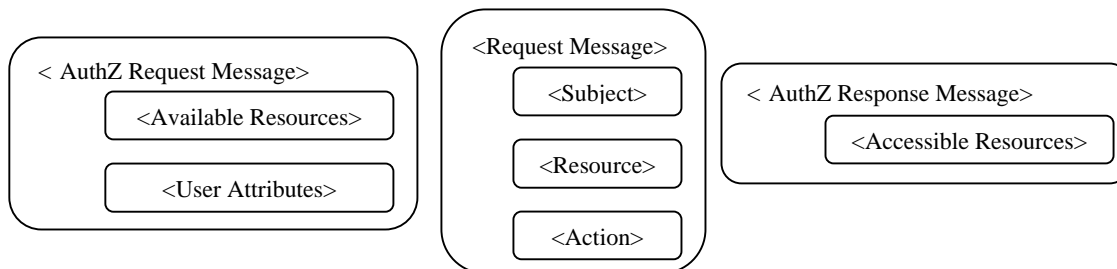 < AuthZ Request Message>
<Available Resources>
<User Attributes>
<Request Message>
<Subject>
<Resource>
<Action>
< AuthZ Response Message>
<Accessible Resources>